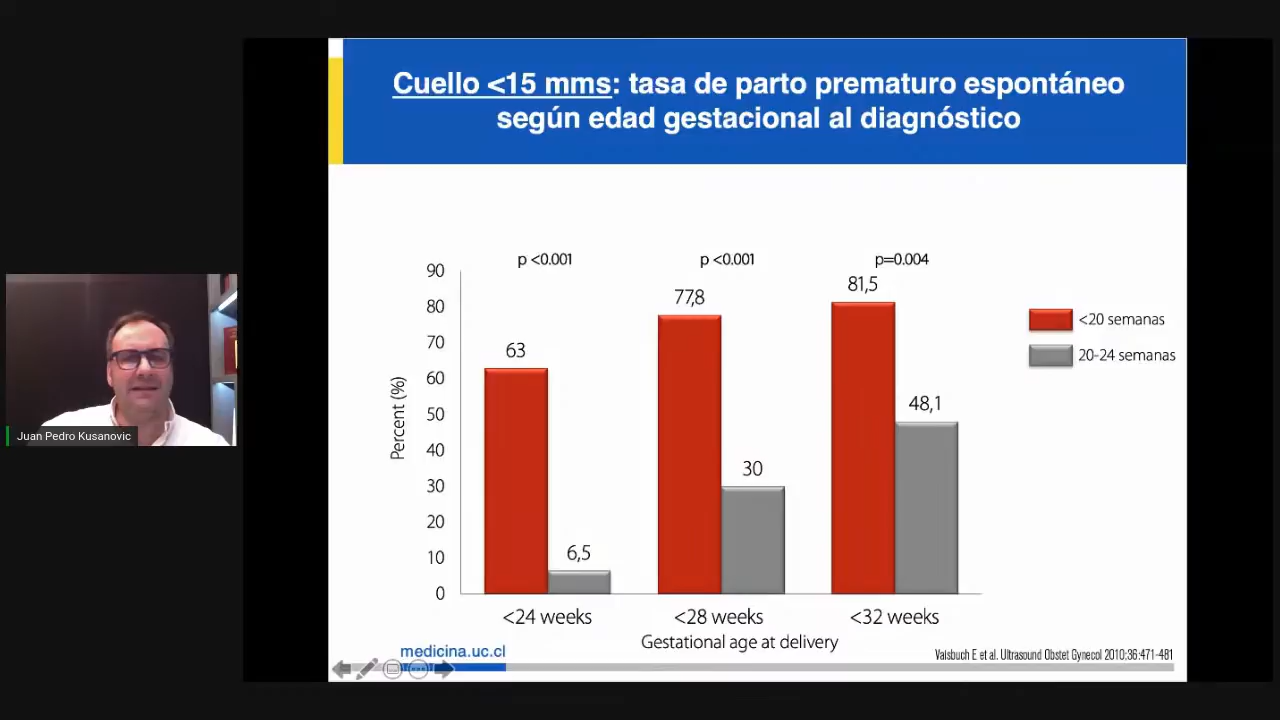 Cuello <15 mms: tasa de parto prematuro espontáneo
según edad gestacional al diagnóstico
p <0.001
p <0.001
p=0.004
90
80
70
60
50
40
30
20
10
0
Percent (%)
63
6,5
77,8
30
81,5
48,1
<20 semanas
20-24 semanas
<24 weeks
<28 weeks
<32 weeks
Gestational age at delivery
medicina.uc.cl
Vaisbuch E et al. Ultrasound Obstet Gynecol 2010;36:471-481
Juan Pedro Kusanovic